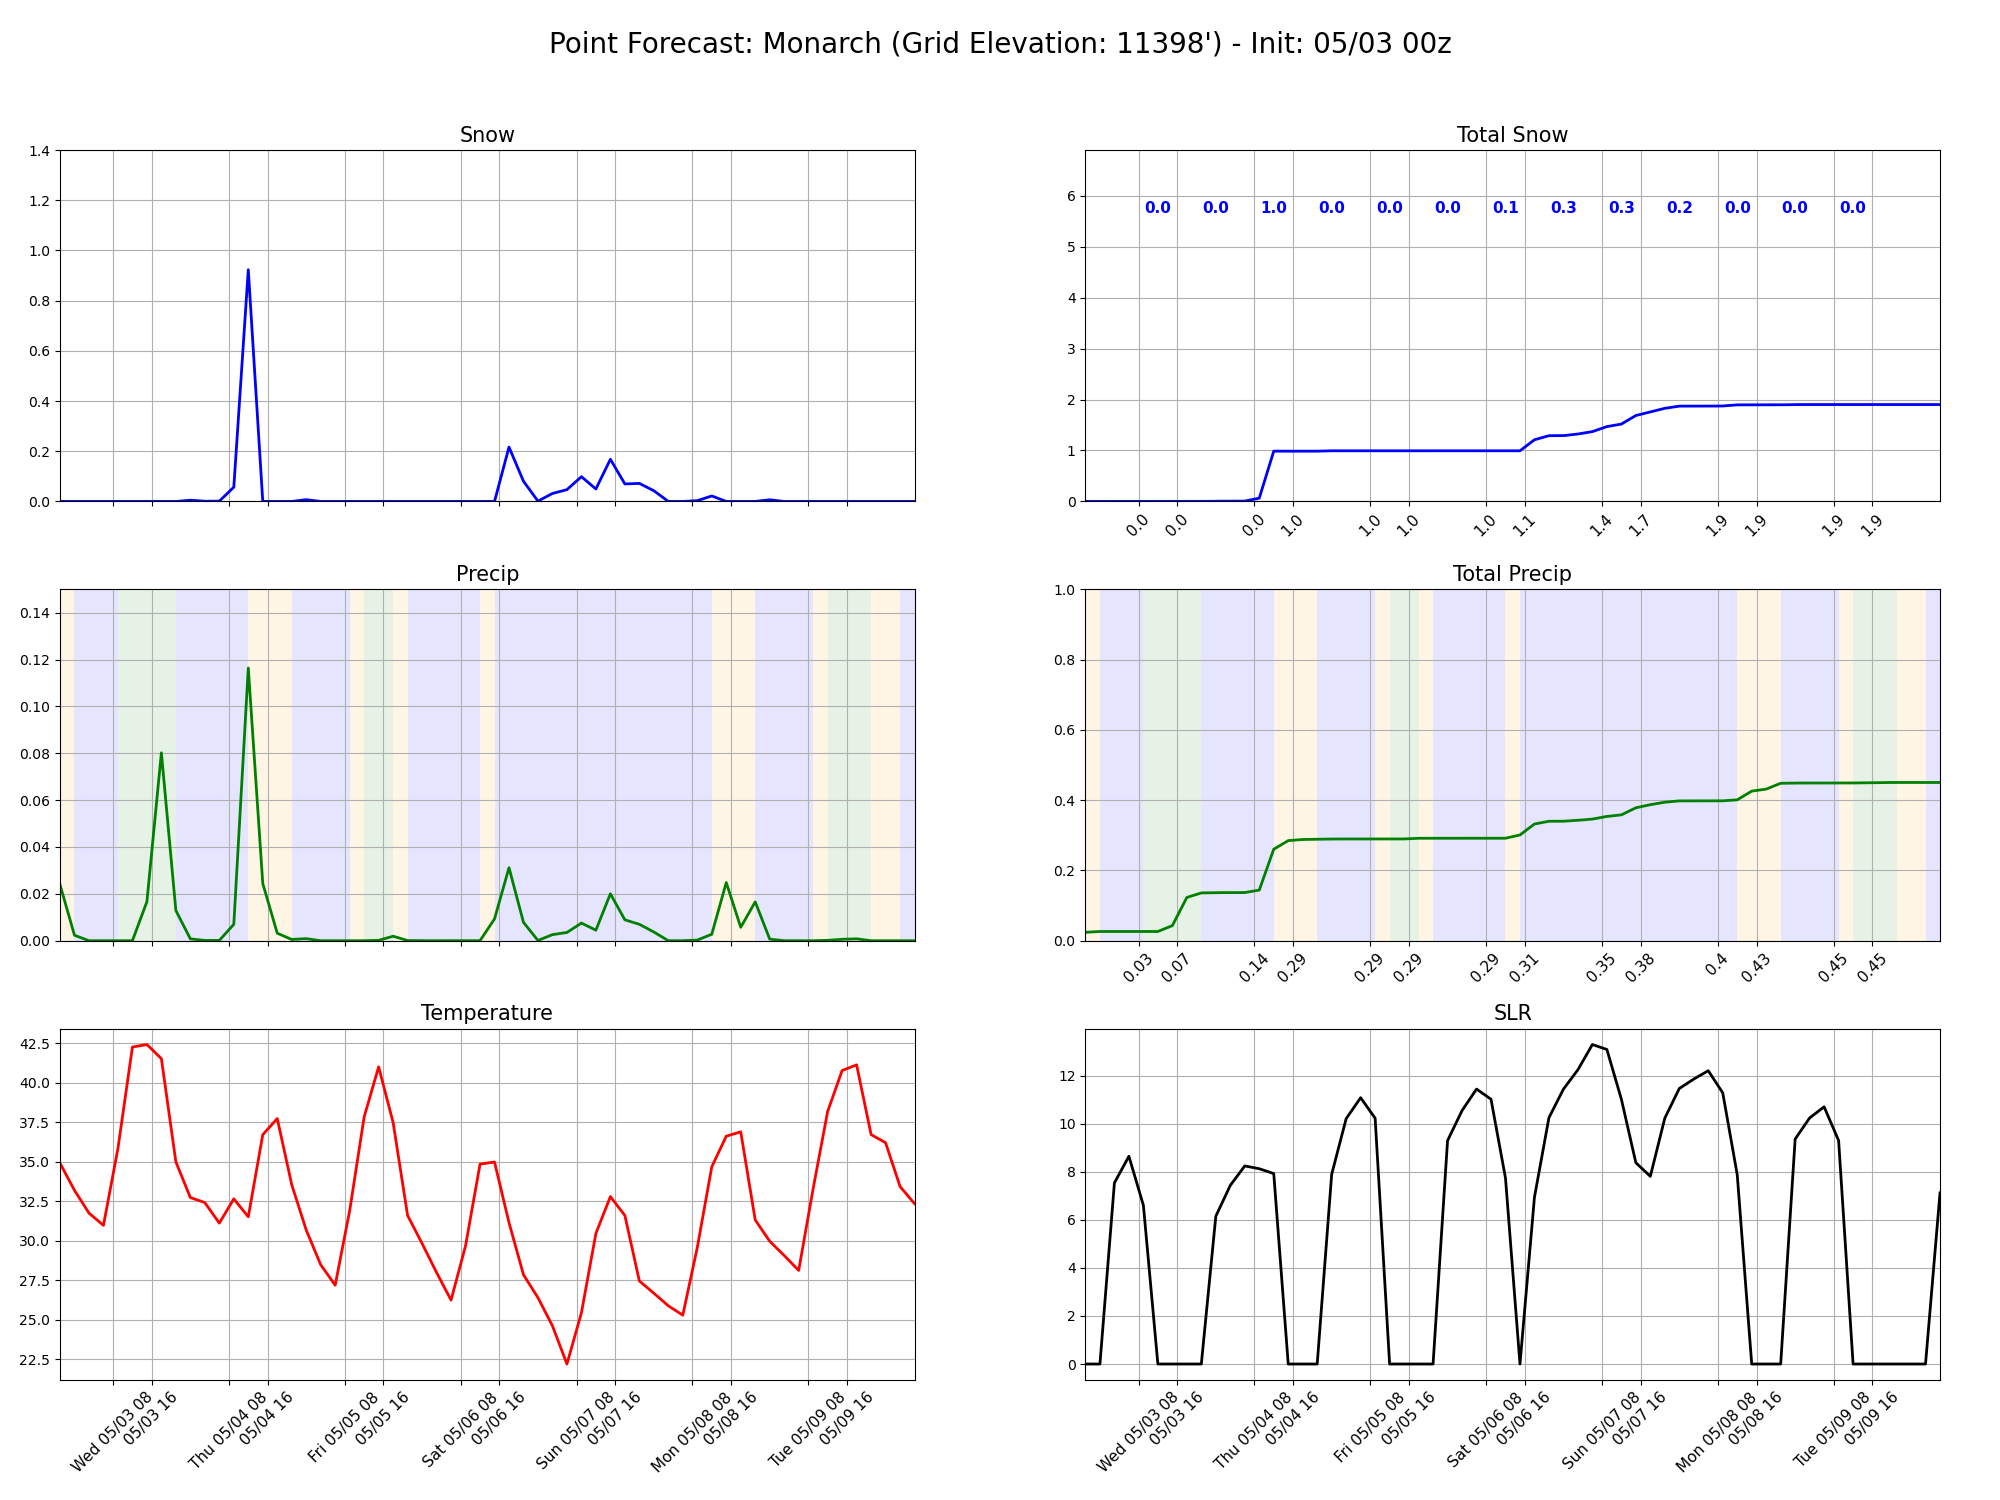 Point Forecast: Monarch (Grid Elevation: 11398') - Init: 05/03 00z
Snow
1.4
1.2
1.0
0.8
0.6
0.4
0.2
0.0
Total Snow
6
5
4
3
2
1
0
0.0 0.0 1.0 0.0 0.0 0.0 0.1 0.3 0.3 0.2 0.0 0.0 0.0
0.0 0.0 0.0 1.0 1.0 1.0 1.0 1.1 1.4 1.7 1.9 1.9 1.9 1.9
Precip
0.14
0.12
0.10
0.08
0.06
0.04
0.02
0.00
Total Precip
1.0
0.8
0.6
0.4
0.2
0.0
0.03 0.07 0.14 0.29 0.29 0.29 0.29 0.31 0.35 0.38 0.4 0.43 0.45 0.45
Temperature
42.5
40.0
37.5
35.0
32.5
30.0
27.5
25.0
22.5
Wed 05/03 08
05/03 16
Thu 05/04 08
05/04 16
Fri 05/05 08
05/05 16
Sat 05/06 08
05/06 16
Sun 05/07 08
05/07 16
Mon 05/08 08
05/08 16
Tue 05/09 08
05/09 16
SLR
12
10
8
6
4
2
0
Wed 05/03 08
05/03 16
Thu 05/04 08
05/04 16
Fri 05/05 08
05/05 16
Sat 05/06 08
05/06 16
Sun 05/07 08
05/07 16
Mon 05/08 08
05/08 16
Tue 05/09 08
05/09 16